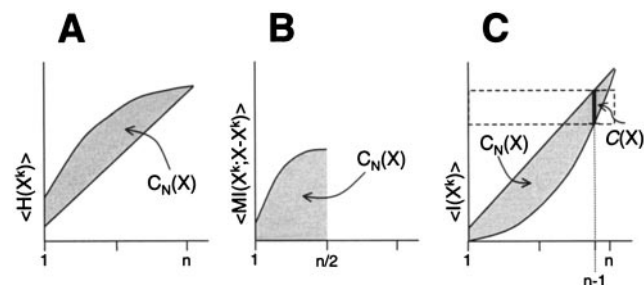 A
<H(X^k)>
C_N(X)
1
n
B
<MI(X^k;X-X^k)>
C_N(X)
1
n/2
C
<I(X^k)>
C_N(X)
C(X)
1
n
n-1